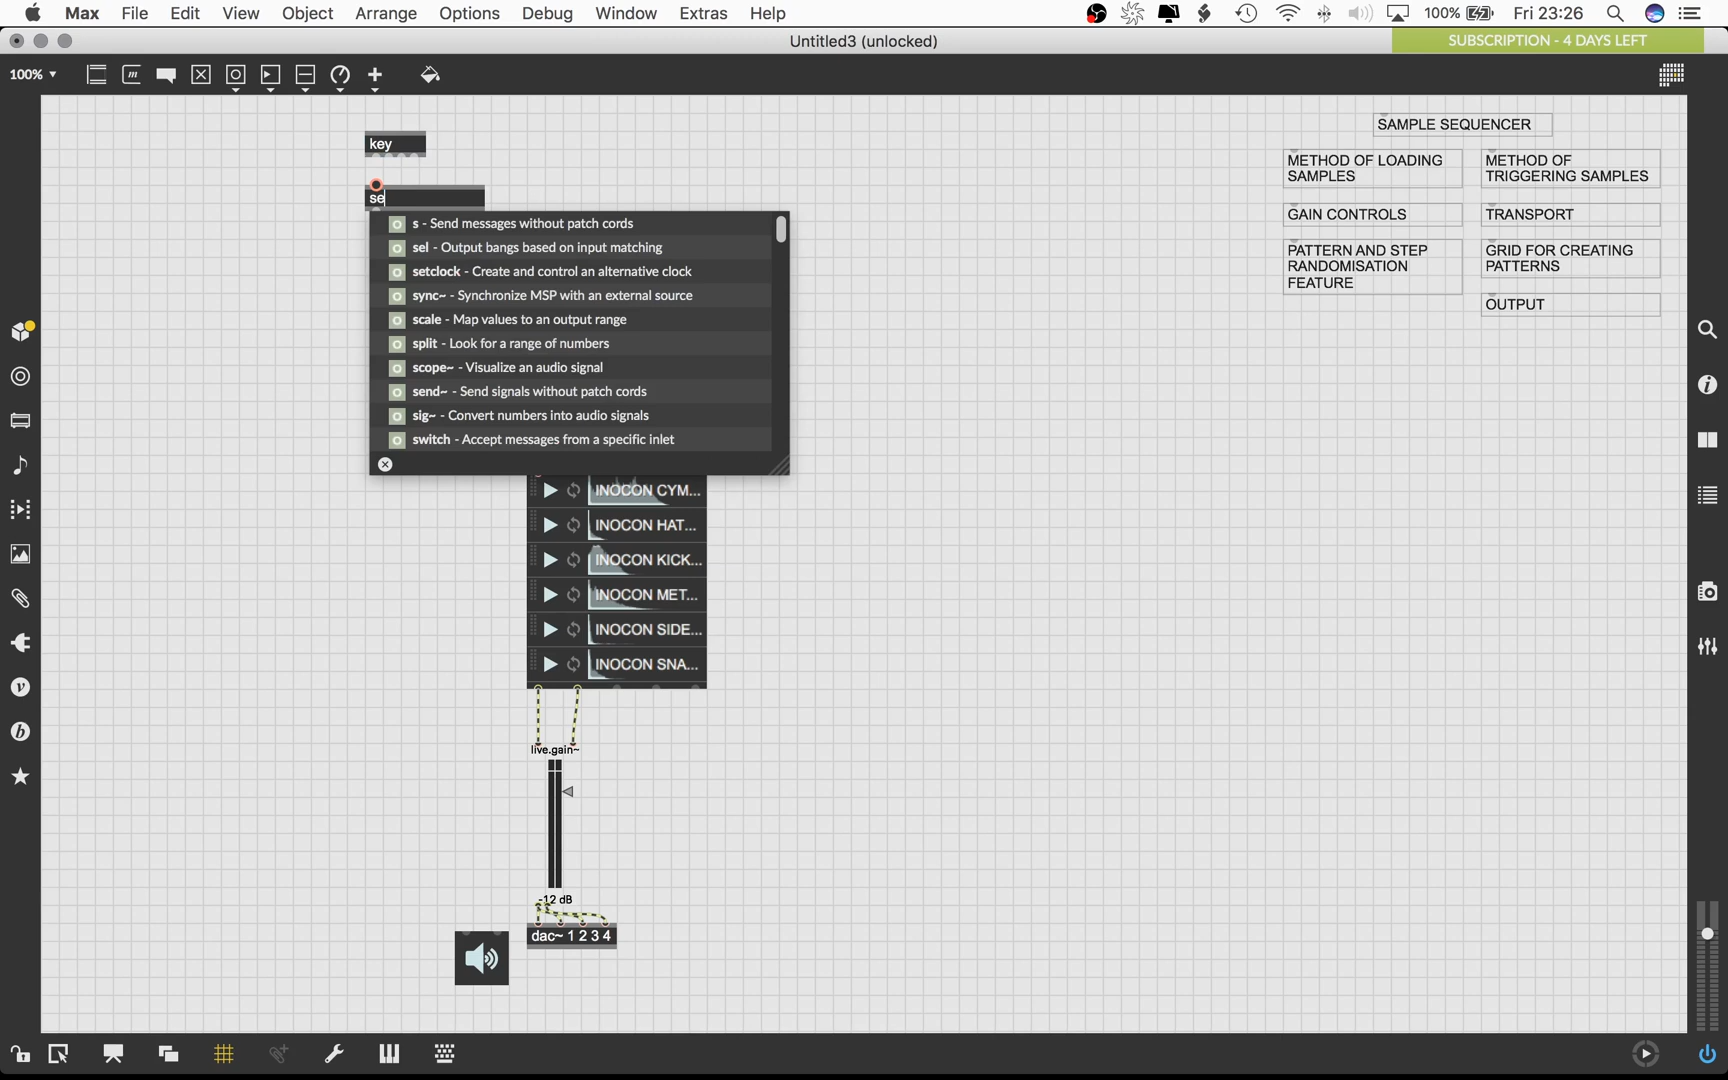 Max File Edit View Object Arrange Options Debug Window Extras Help 100% Fri 23:26
Untitled3 (unlocked) SUBSCRIPTION - 4 DAYS LEFT
100%
key
se
s - Send messages without patch cords
sel - Output bangs based on input matching
setclock - Create and control an alternative clock
sync~ - Synchronize MSP with an external source
scale - Map values to an output range
split - Look for a range of numbers
scope~ - Visualize an audio signal
send~ - Send signals without patch cords
sig~ - Convert numbers into audio signals
switch - Accept messages from a specific inlet
INOCON CYM...
INOCON HAT...
INOCON KICK...
INOCON MET...
INOCON SIDE...
INOCON SNA...
live.gain~
-12 dB
dac~ 1 2 3 4
SAMPLE SEQUENCER
METHOD OF LOADING
SAMPLES
METHOD OF
TRIGGERING SAMPLES
GAIN CONTROLS
TRANSPORT
PATTERN AND STEP
RANDOMISATION
FEATURE
GRID FOR CREATING
PATTERNS
OUTPUT